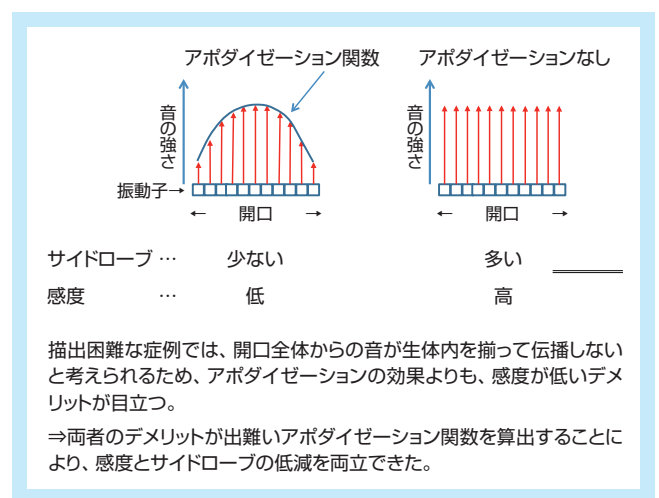 アポダイゼーション関数
アポダイゼーションなし
音の強さ
音の強さ
振動子→
← 開口 →
← 開口 →
サイドローブ … 少ない 多い
感度 … 低 高
描出困難な症例では、開口全体からの音が生体内を揃って伝播しない
と考えられるため、アポダイゼーションの効果よりも、感度が低いデメ
リットが目立つ。
⇒両者のデメリットが出難いアポダイゼーション関数を算出することに
より、感度とサイドローブの低減を両立できた。